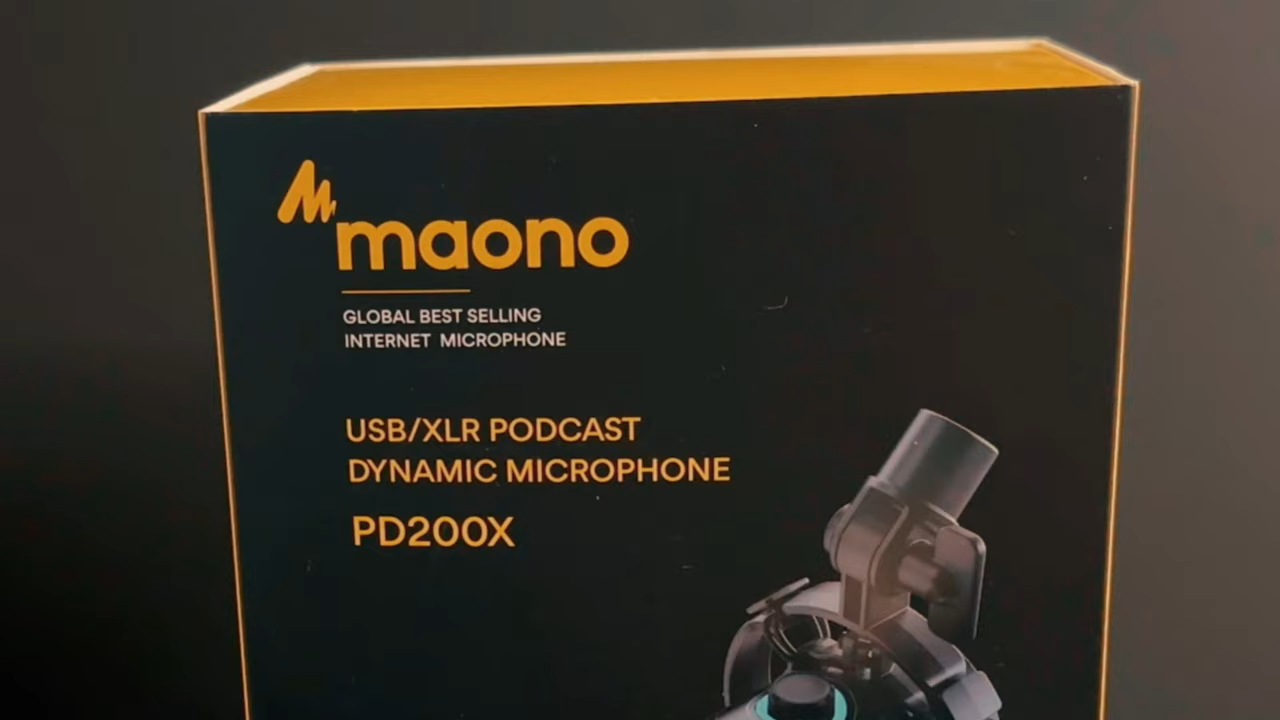 maono
GLOBAL BEST SELLING
INTERNET MICROPHONE
USB/XLR PODCAST
DYNAMIC MICROPHONE
PD200X